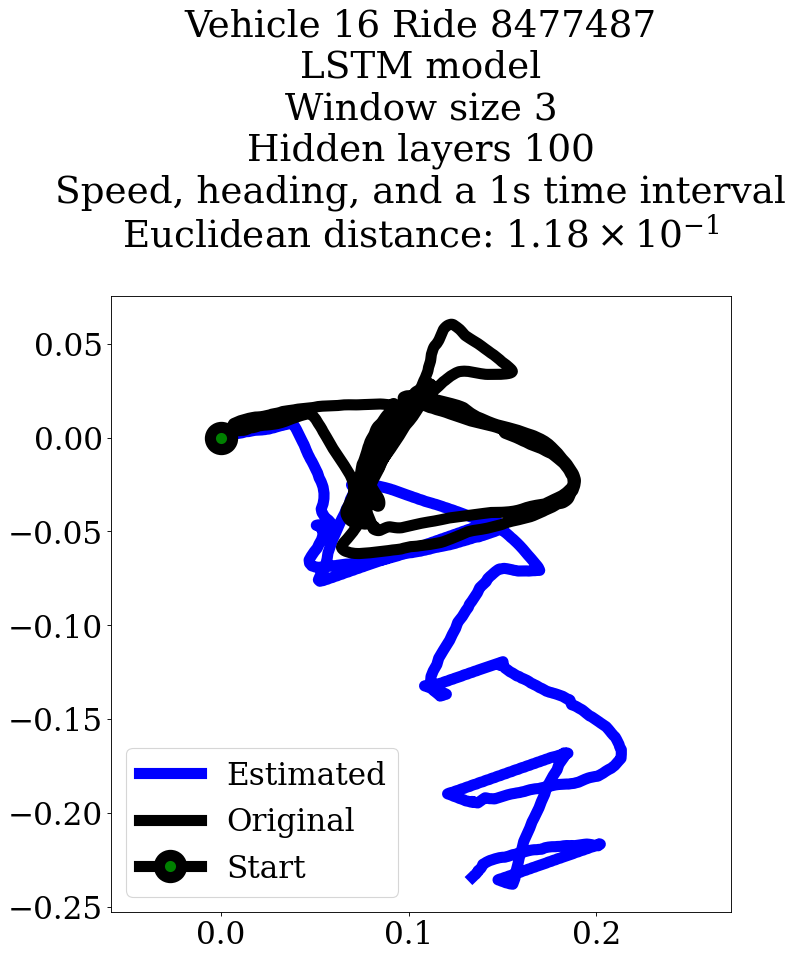 Vehicle 16 Ride 8477487
LSTM model
Window size 3
Hidden layers 100
Speed, heading, and a 1s time interval
Euclidean distance: 1.18 × 10⁻¹
0.05
0.00
−0.05
−0.10
−0.15
−0.20
−0.25
Estimated
Original
Start
0.0 0.1 0.2